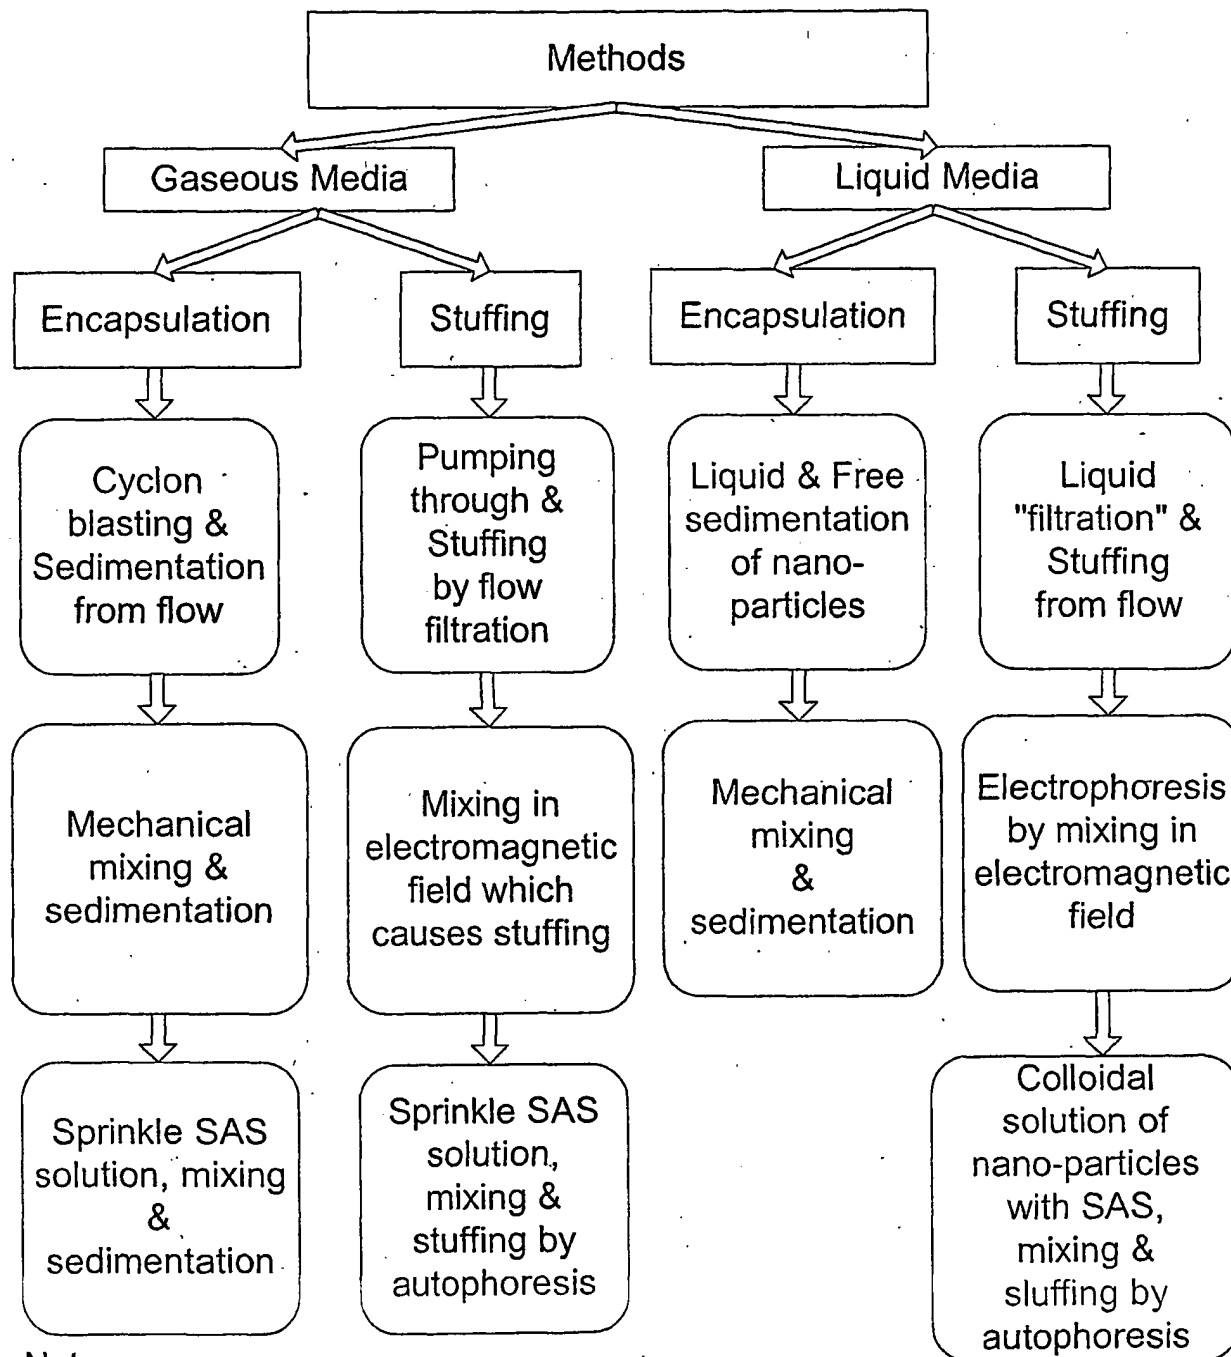 Methods
Gaseous Media
Liquid Media
Encapsulation
Stuffing
Encapsulation
Stuffing
Cyclon
blasting &
Sedimentation
from flow
Pumping
through &
Stuffing
by flow
filtration
Liquid & Free
sedimentation
of nano-
particles
Liquid
"filtration" &
Stuffing
from flow
Mechanical
mixing &
sedimentation
Mixing in
electromagnetic
field which
causes stuffing
Mechanical
mixing
&
sedimentation
Electrophoresis
by mixing in
electromagnetic
field
Sprinkle SAS
solution, mixing
&
sedimentation
Sprinkle SAS
solution,
mixing &
stuffing by
autophoresis
Colloidal
solution of
nano-particles
with SAS,
mixing &
sluffing by
autophoresis